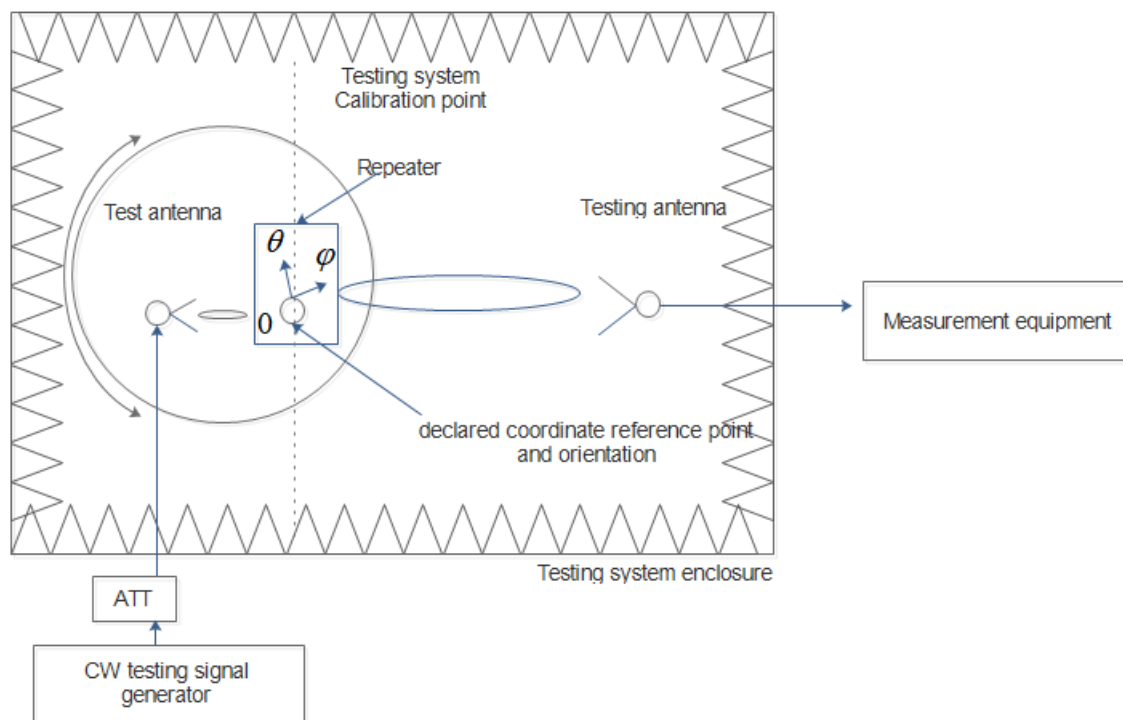 Testing system
Calibration point
Repeater
Test antenna
Testing antenna
θ
φ
0
Measurement equipment
declared coordinate reference point
and orientation
Testing system enclosure
ATT
CW testing signal
generator